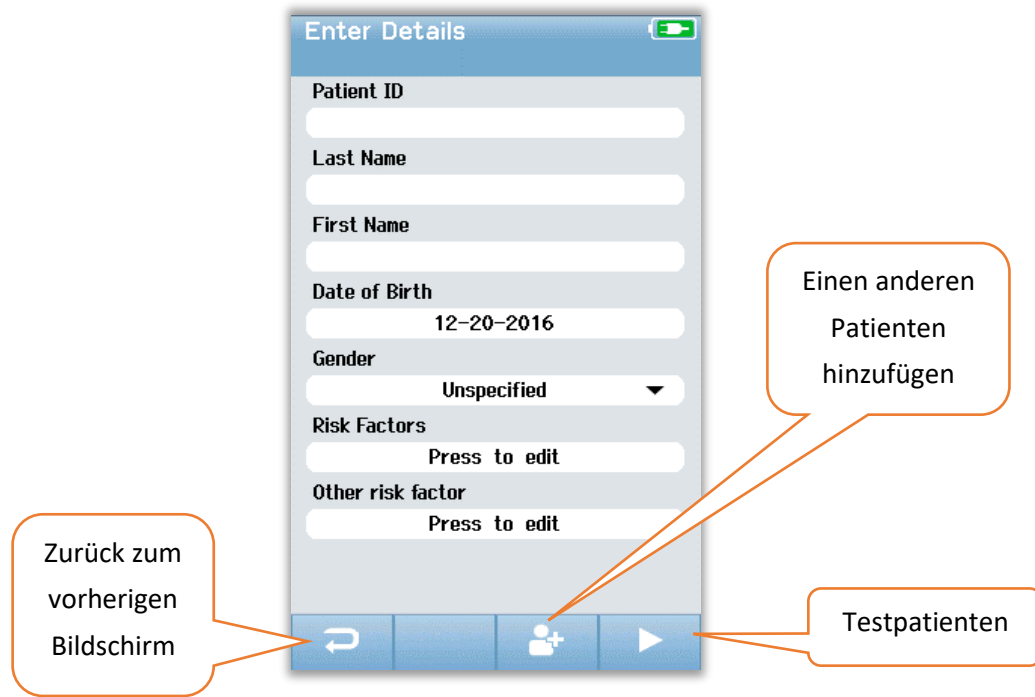 Enter Details
Patient ID
Last Name
First Name
Date of Birth
12-20-2016
Gender
Unspecified
Risk Factors
Press to edit
Other risk factor
Press to edit
Einen anderen
Patienten
hinzufügen
Zurück zum
vorherigen
Bildschirm
Testpatienten